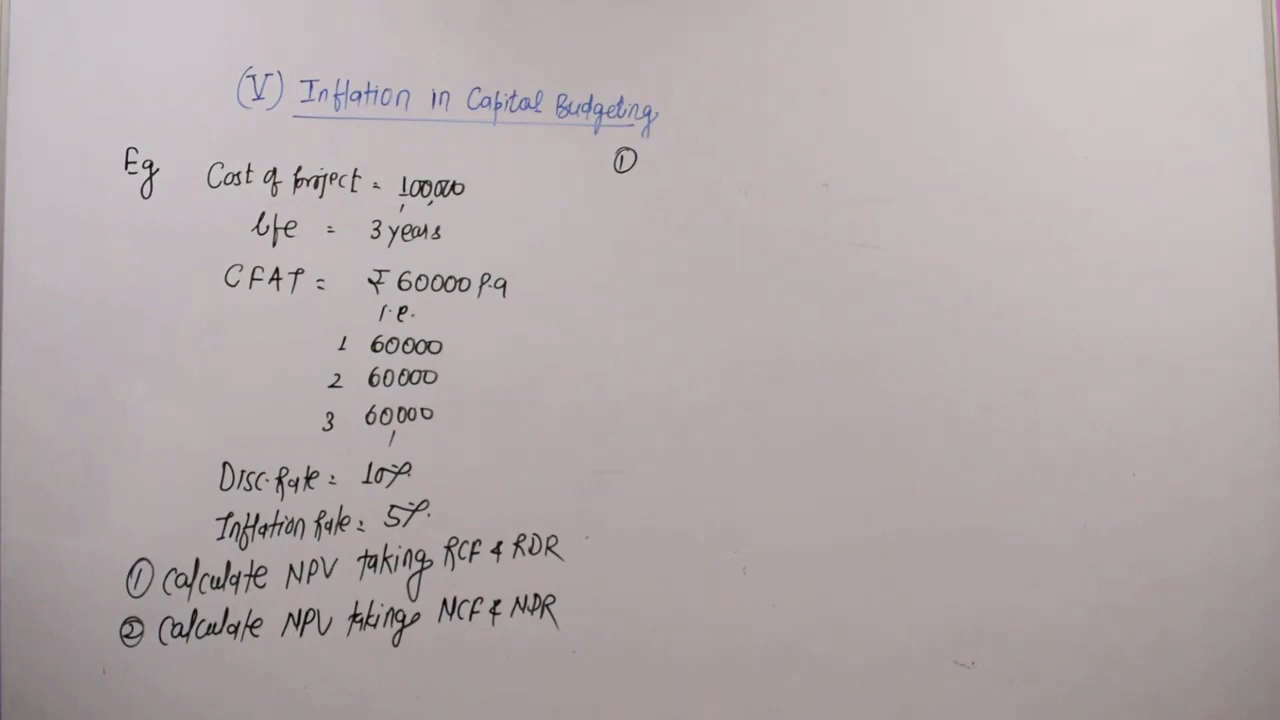 (V) Inflation in Capital Budgeting
Eg Cost of project = 100,000 ①
life = 3 years
CFAT = ₹ 60000 P.a
i.e.
1 60000
2 60000
3 60000
Disc. Rate = 10%.
Inflation Rate = 5%.
① Calculate NPV taking RCF & RDR
② Calculate NPV taking NCF & NDR